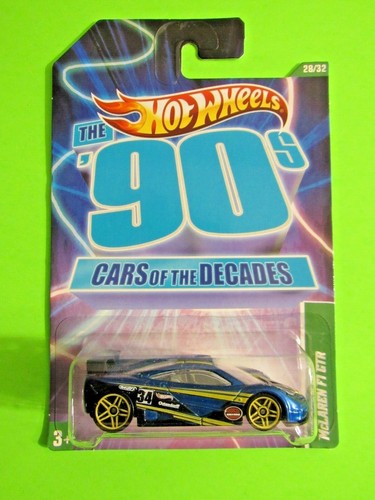 28/32
HOT WHEELS
THE
'90s
CARS OF THE DECADES
McLAREN F1 GTR
34
3+